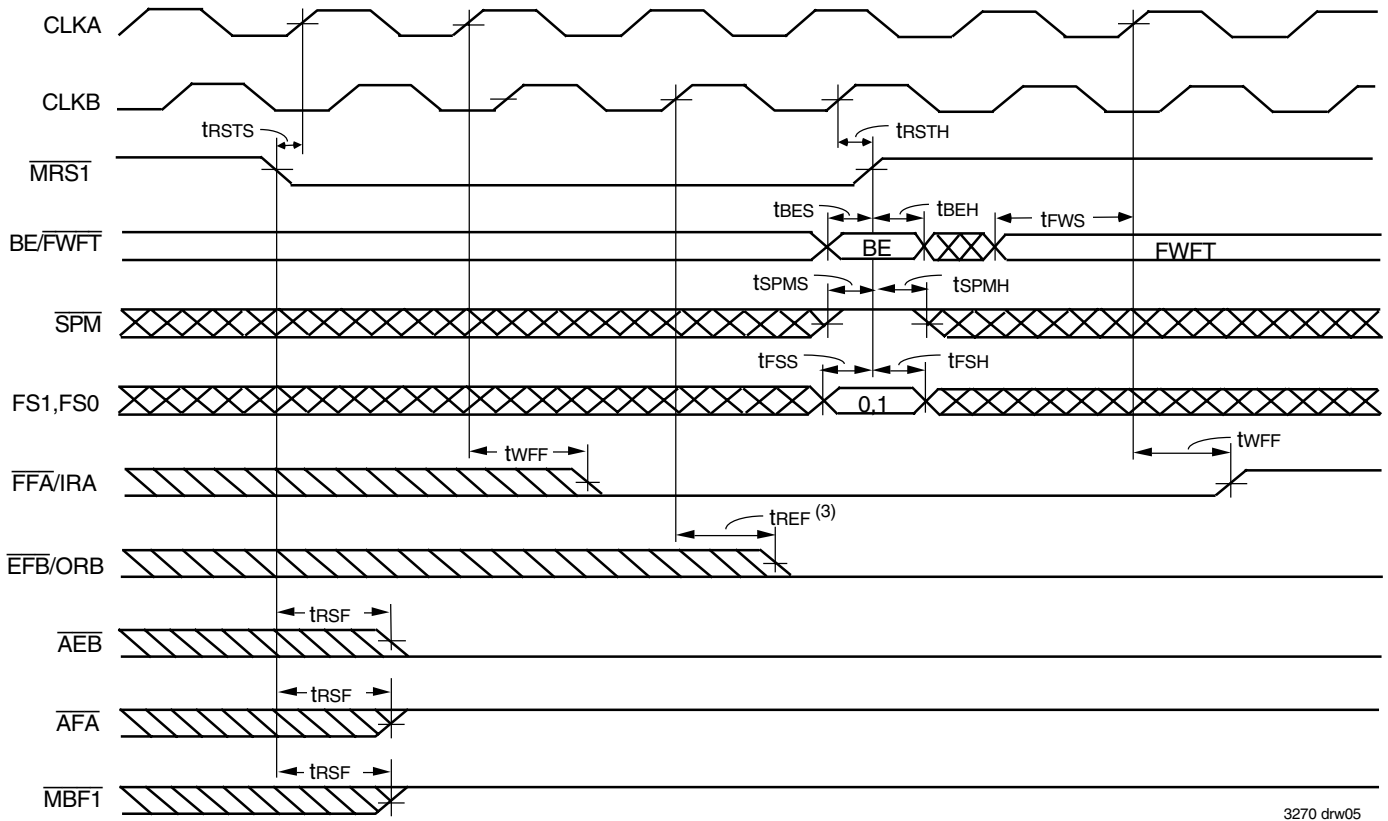 CLKA
CLKB
tRSTS
tRSTH
MRS1
tBES
tBEH
tFWS
BE/FWFT
BE
FWFT
tSPMS
tSPMH
SPM
tFSS
tFSH
FS1,FS0
0,1
tWFF
tWFF
FFA/IRA
tREF (3)
EFB/ORB
tRSF
AEB
tRSF
AFA
tRSF
MBF1
3270 drw05